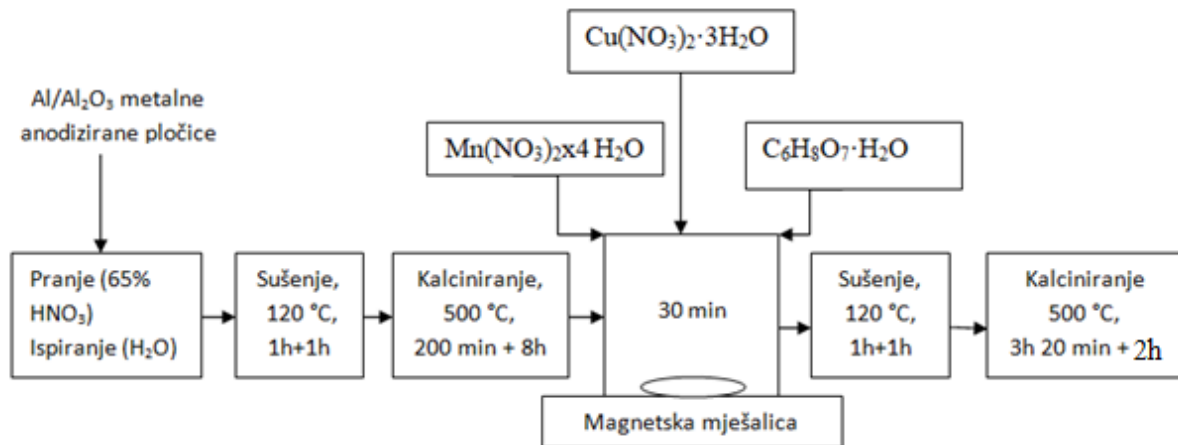 Cu(NO₃)₂·3H₂O
Al/Al₂O₃ metalne
anodizirane pločice
Mn(NO₃)₂x4 H₂O
C₆H₈O₇·H₂O
Pranje (65%
HNO₃)
Ispiranje (H₂O)
Sušenje,
120 °C,
1h+1h
Kalciniranje,
500 °C,
200 min + 8h
30 min
Sušenje,
120 °C,
1h+1h
Kalciniranje
500 °C,
3h 20 min + 2h
Magnetska mješalica